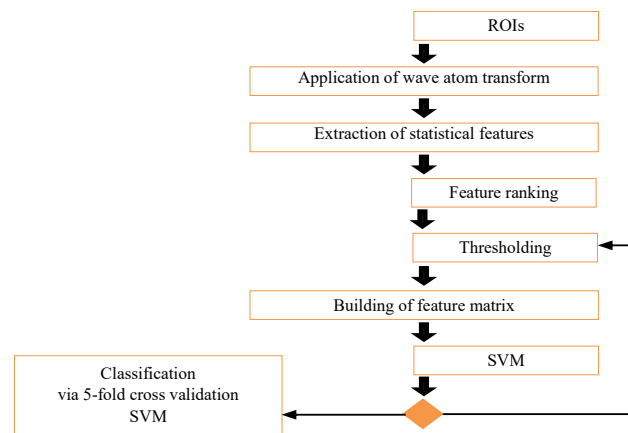 ROIs
Application of wave atom transform
Extraction of statistical features
Feature ranking
Thresholding
Building of feature matrix
SVM
Classification
via 5-fold cross validation
SVM